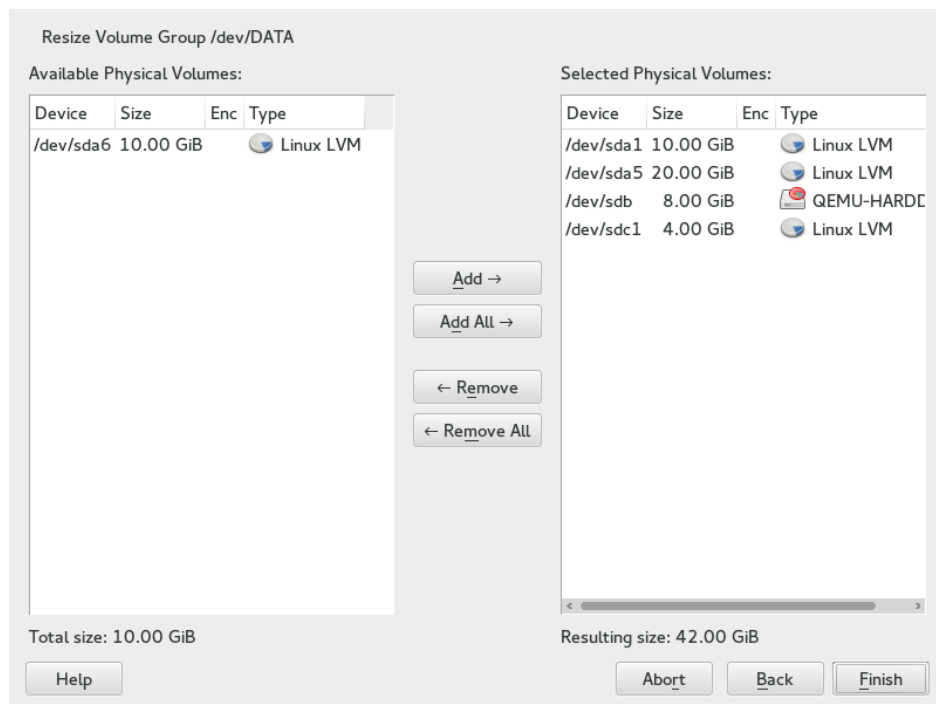 Resize Volume Group /dev/DATA
Available Physical Volumes:
Device Size Enc Type
/dev/sda6 10.00 GiB Linux LVM
Total size: 10.00 GiB
Add →
Add All →
← Remove
← Remove All
Selected Physical Volumes:
Device Size Enc Type
/dev/sda1 10.00 GiB Linux LVM
/dev/sda5 20.00 GiB Linux LVM
/dev/sdb 8.00 GiB QEMU-HARDD
/dev/sdc1 4.00 GiB Linux LVM
Resulting size: 42.00 GiB
Help
Abort
Back
Finish